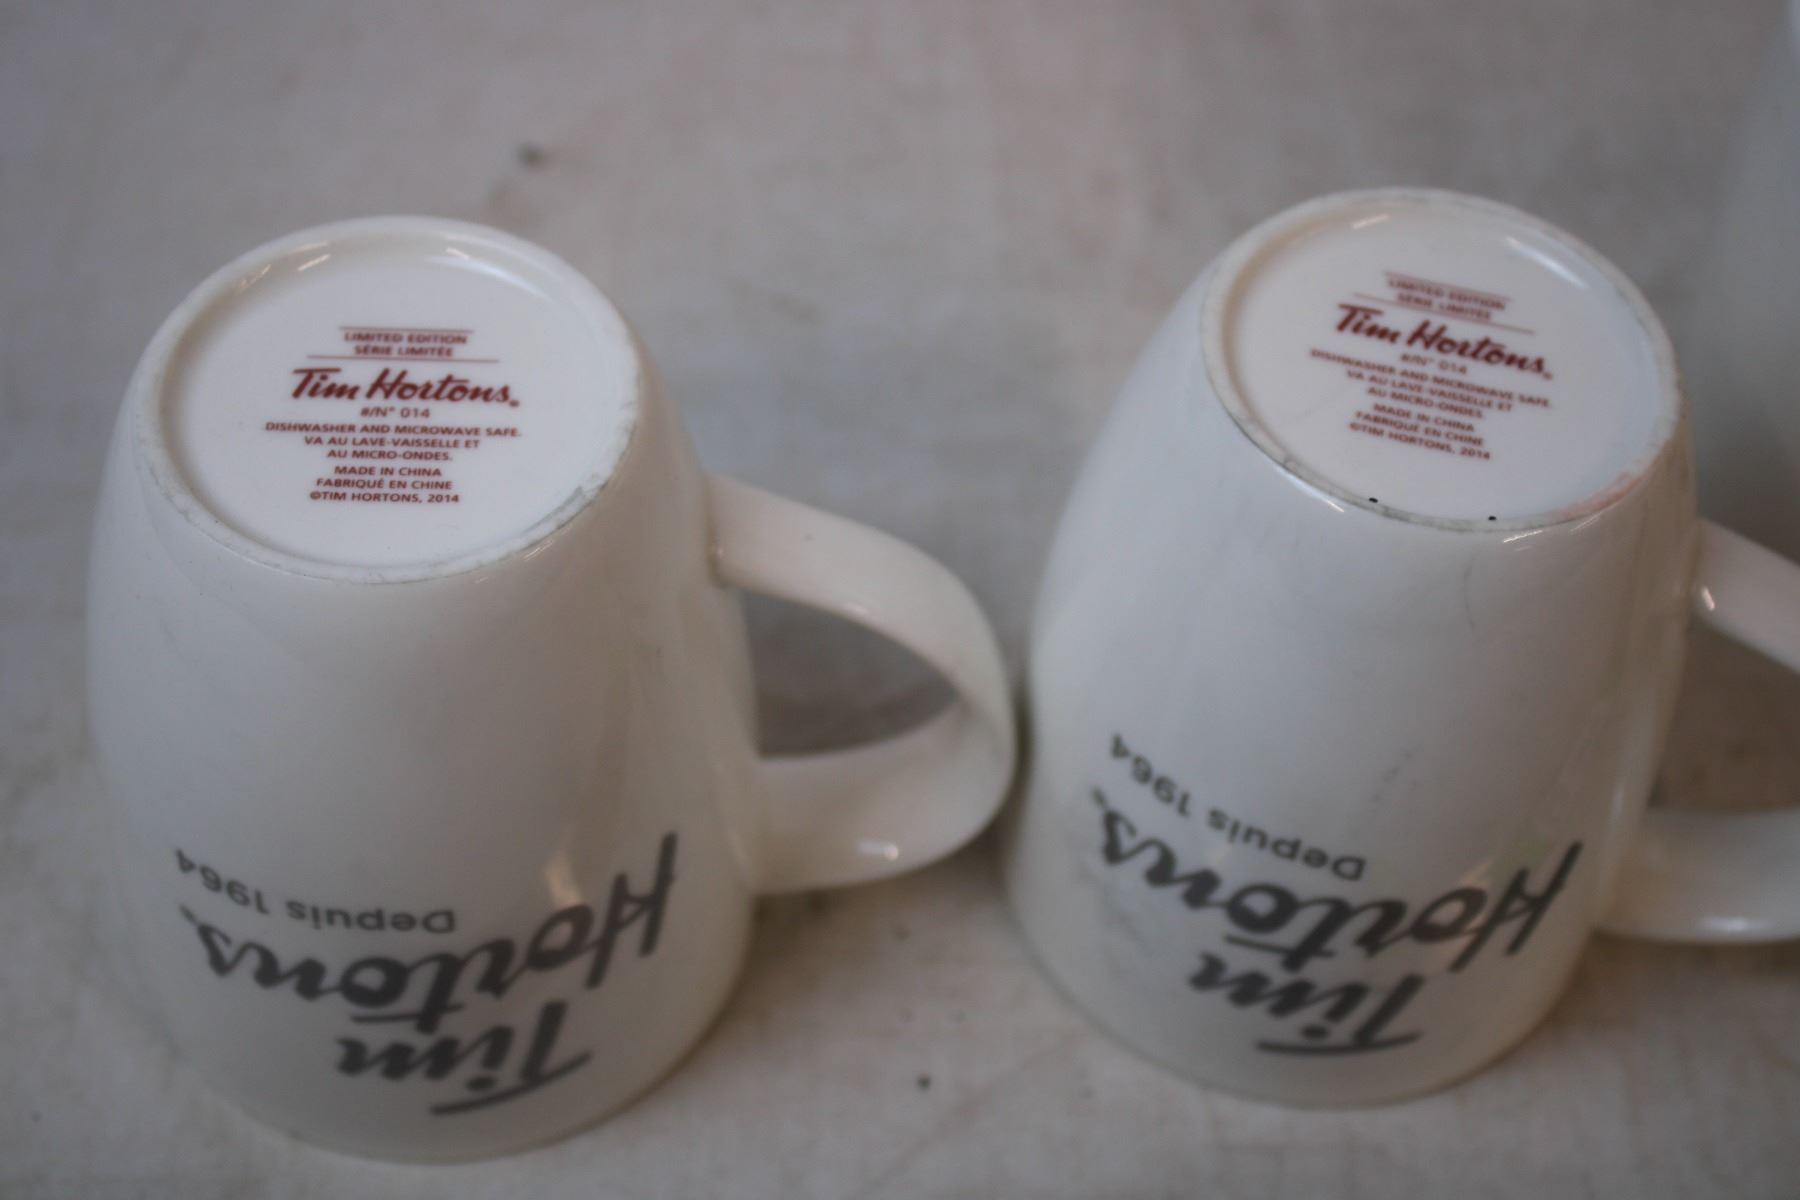 LIMITED EDITION
SÉRIE LIMITÉE
Tim Hortons®
#/N° 014
DISHWASHER AND MICROWAVE SAFE.
VA AU LAVE-VAISSELLE ET
AU MICRO-ONDES.
MADE IN CHINA
FABRIQUÉ EN CHINE
©TIM HORTONS, 2014
Tim
Hortons
Depuis 1964
LIMITED EDITION
SÉRIE LIMITÉE
Tim Hortons®
#/N° 014
DISHWASHER AND MICROWAVE SAFE.
VA AU LAVE-VAISSELLE ET
AU MICRO-ONDES
MADE IN CHINA
FABRIQUÉ EN CHINE
©TIM HORTONS, 2014
Tim
Hortons
Depuis 1964